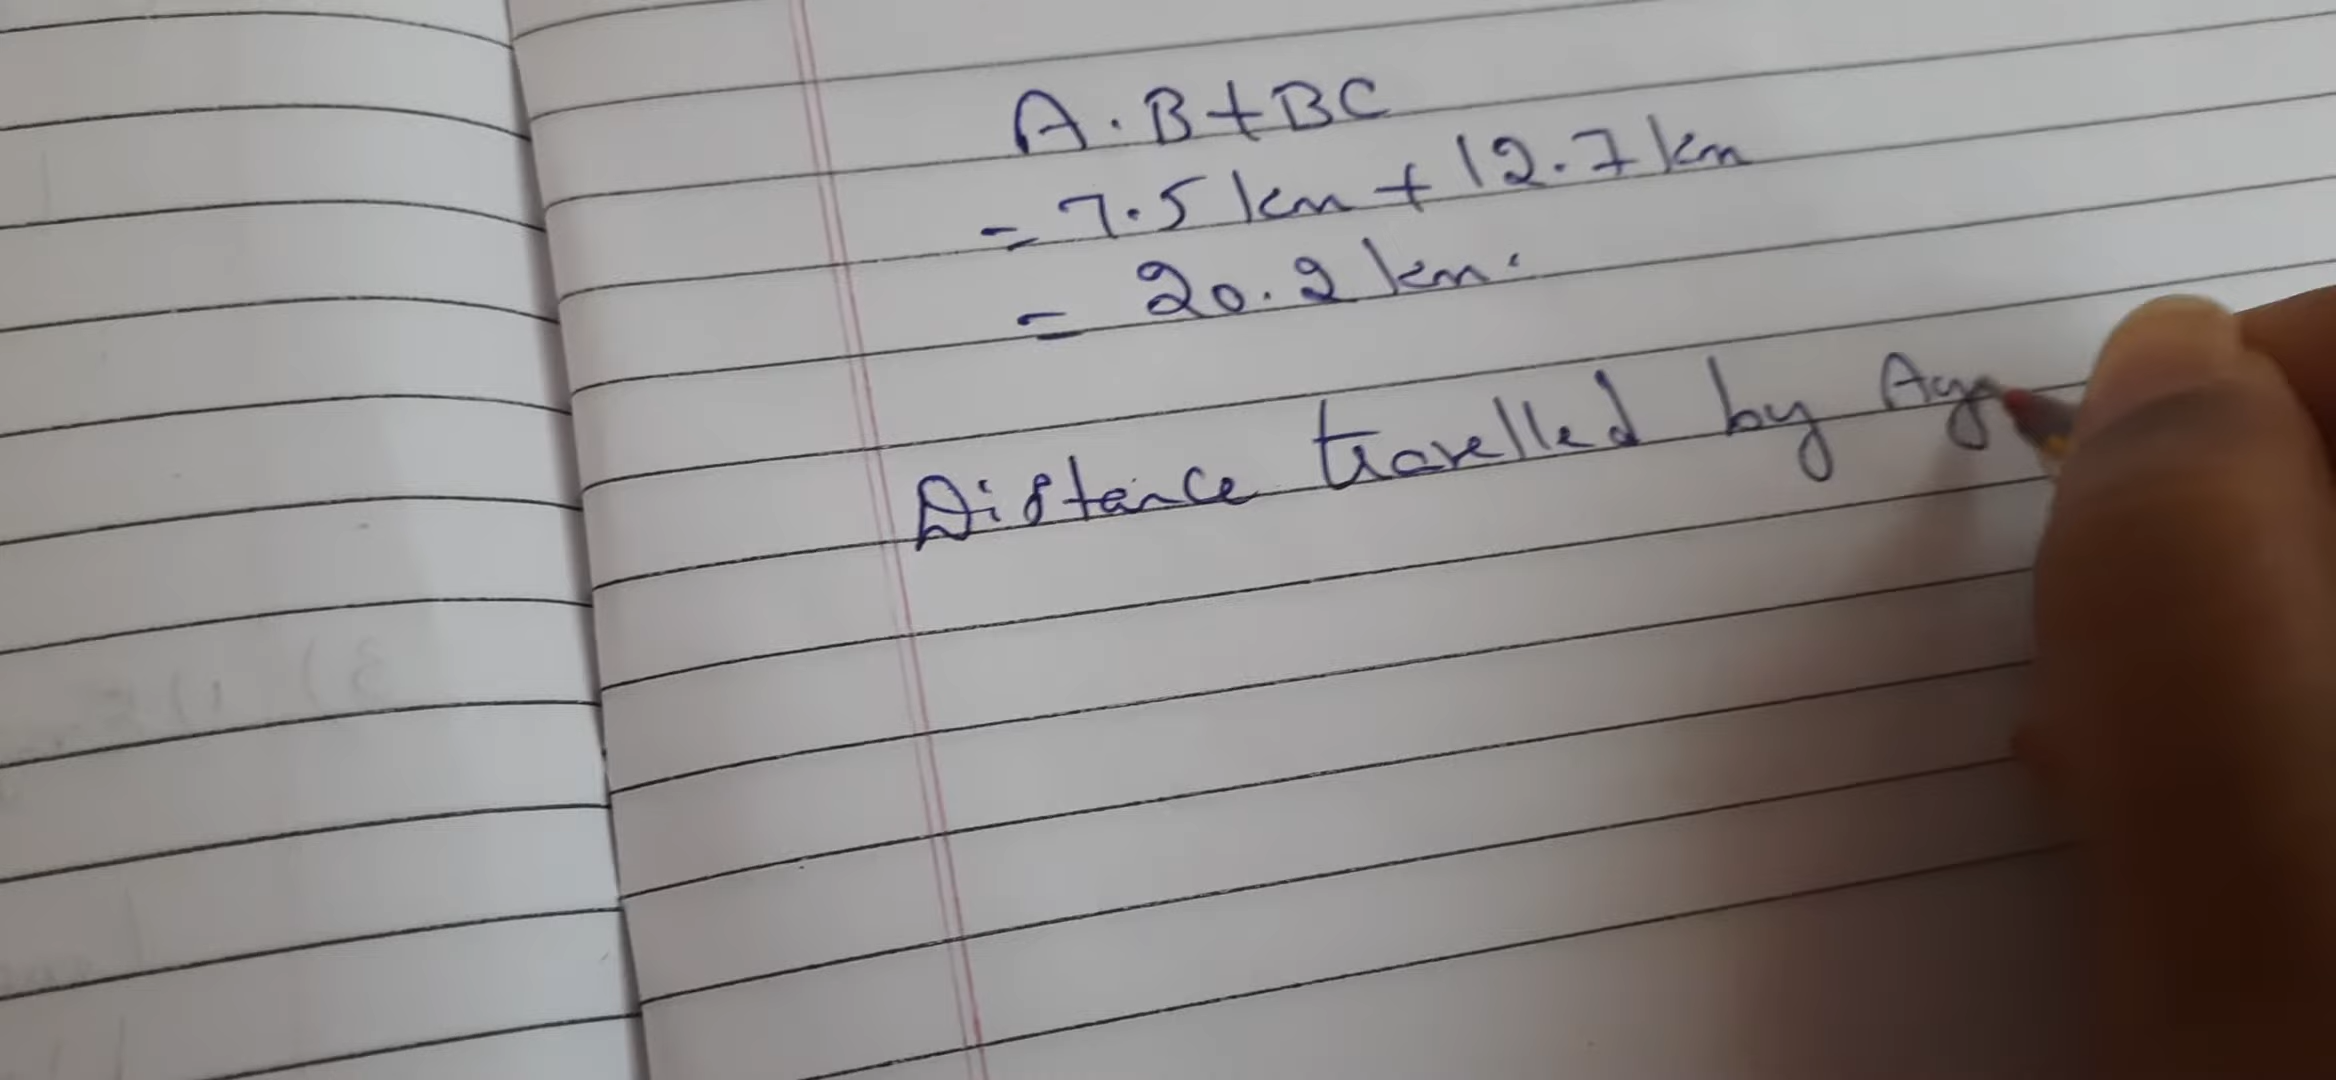 A.B+BC
= 7.5 km + 12.7 km
= 20.2 km.
Distance travelled by